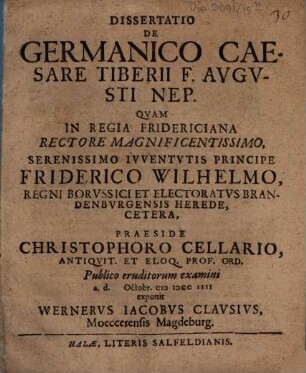 DISSERTATIO
DE
GERMANICO CAE-
SARE TIBERII F. AVGV-
STI NEP.
QVAM
IN REGIA FRIDERICIANA
RECTORE MAGNIFICENTISSIMO,
SERENISSIMO IVVENTVTIS PRINCIPE
FRIDERICO WILHELMO,
REGNI BORVSSICI ET ELECTORATVS BRAN-
DENBVRGENSIS HEREDE,
CETERA,
PRAESIDE
CHRISTOPHORO CELLARIO,
ANTIQVIT. ET ELOQ. PROF. ORD.
Publico eruditorum examini
a. d. Octobr. cIↄ Iↄcc IIII
exponit
WERNERVS IACOBVS CLAVSIVS,
Moeccerensis Magdeburg.
HALAE, LITERIS SALFELDIANIS.